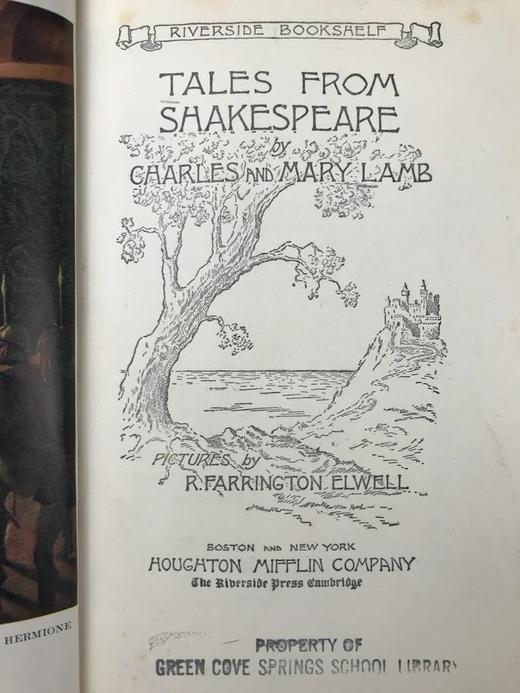 RIVERSIDE BOOKSHELF
TALES FROM
SHAKESPEARE
by
CHARLES AND MARY LAMB
PICTURES by
R. FARRINGTON ELWELL
BOSTON AND NEW YORK
HOUGHTON MIFFLIN COMPANY
The Riverside Press Cambridge
HERMIONE
PROPERTY OF
GREEN COVE SPRINGS SCHOOL LIBRARY